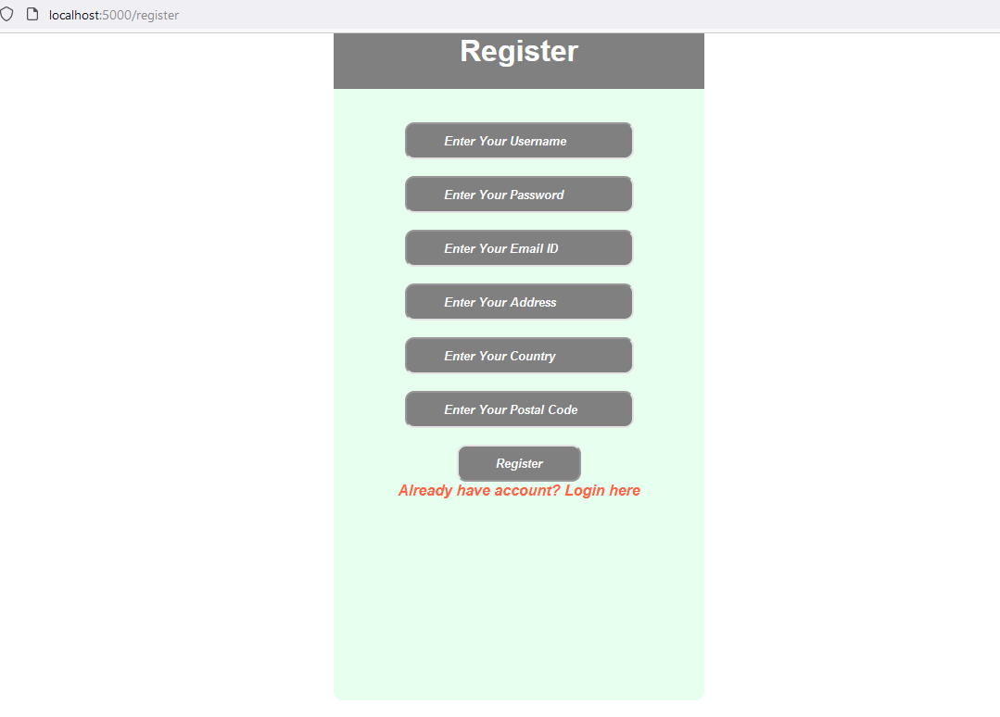 localhost:5000/register
Register
Enter Your Username
Enter Your Password
Enter Your Email ID
Enter Your Address
Enter Your Country
Enter Your Postal Code
Register
Already have account? Login here